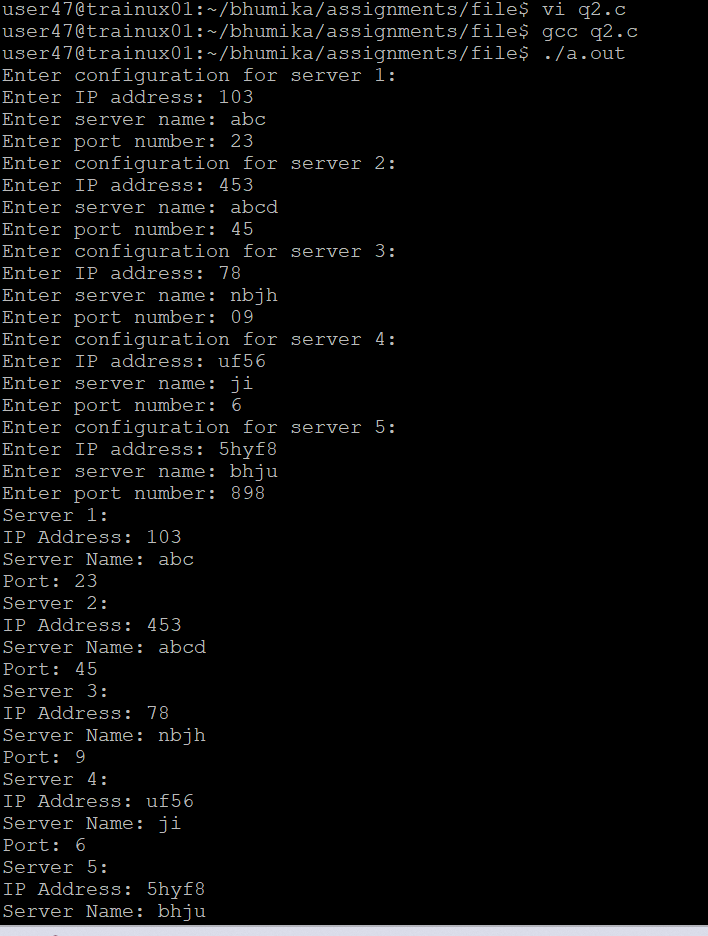 user47@trainux01:~/bhumika/assignments/file$ vi q2.c
user47@trainux01:~/bhumika/assignments/file$ gcc q2.c
user47@trainux01:~/bhumika/assignments/file$ ./a.out
Enter configuration for server 1:
Enter IP address: 103
Enter server name: abc
Enter port number: 23
Enter configuration for server 2:
Enter IP address: 453
Enter server name: abcd
Enter port number: 45
Enter configuration for server 3:
Enter IP address: 78
Enter server name: nbjh
Enter port number: 09
Enter configuration for server 4:
Enter IP address: uf56
Enter server name: ji
Enter port number: 6
Enter configuration for server 5:
Enter IP address: 5hyf8
Enter server name: bhju
Enter port number: 898
Server 1:
IP Address: 103
Server Name: abc
Port: 23
Server 2:
IP Address: 453
Server Name: abcd
Port: 45
Server 3:
IP Address: 78
Server Name: nbjh
Port: 9
Server 4:
IP Address: uf56
Server Name: ji
Port: 6
Server 5:
IP Address: 5hyf8
Server Name: bhju